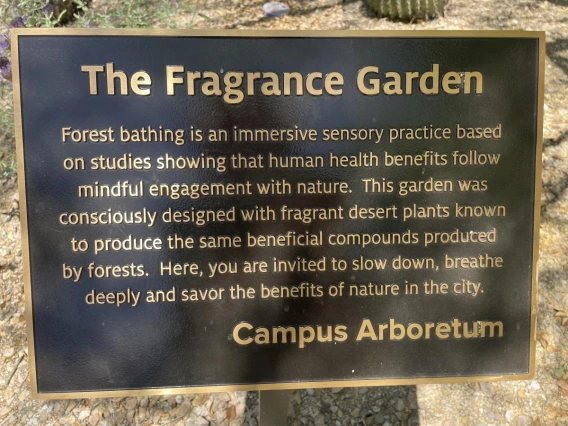 The Fragrance Garden
Forest bathing is an immersive sensory practice based
on studies showing that human health benefits follow
mindful engagement with nature. This garden was
consciously designed with fragrant desert plants known
to produce the same beneficial compounds produced
by forests. Here, you are invited to slow down, breathe
deeply and savor the benefits of nature in the city.
Campus Arboretum